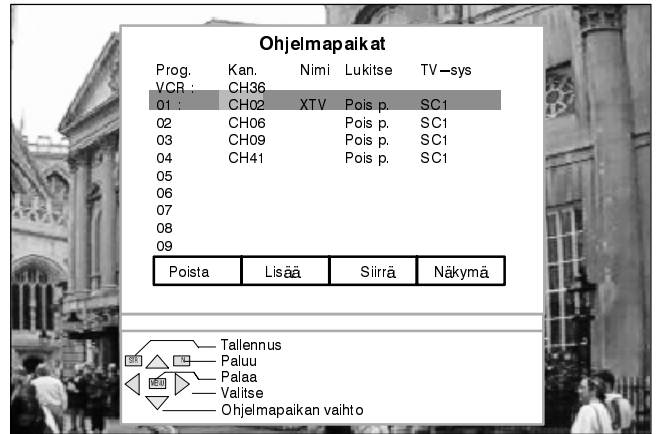 Ohjelmapaikat
Prog. Kan. Nimi Lukitse TV–sys
VCR : CH36
01 : CH02 XTV Pois p. SC1
02 CH06 Pois p. SC1
03 CH09 Pois p. SC1
04 CH41 Pois p. SC1
05
06
07
08
09
Poista Lisää Siirrä Näkymä
Tallennus
STR N Paluu
MENU Palaa
Valitse
Ohjelmapaikan vaihto